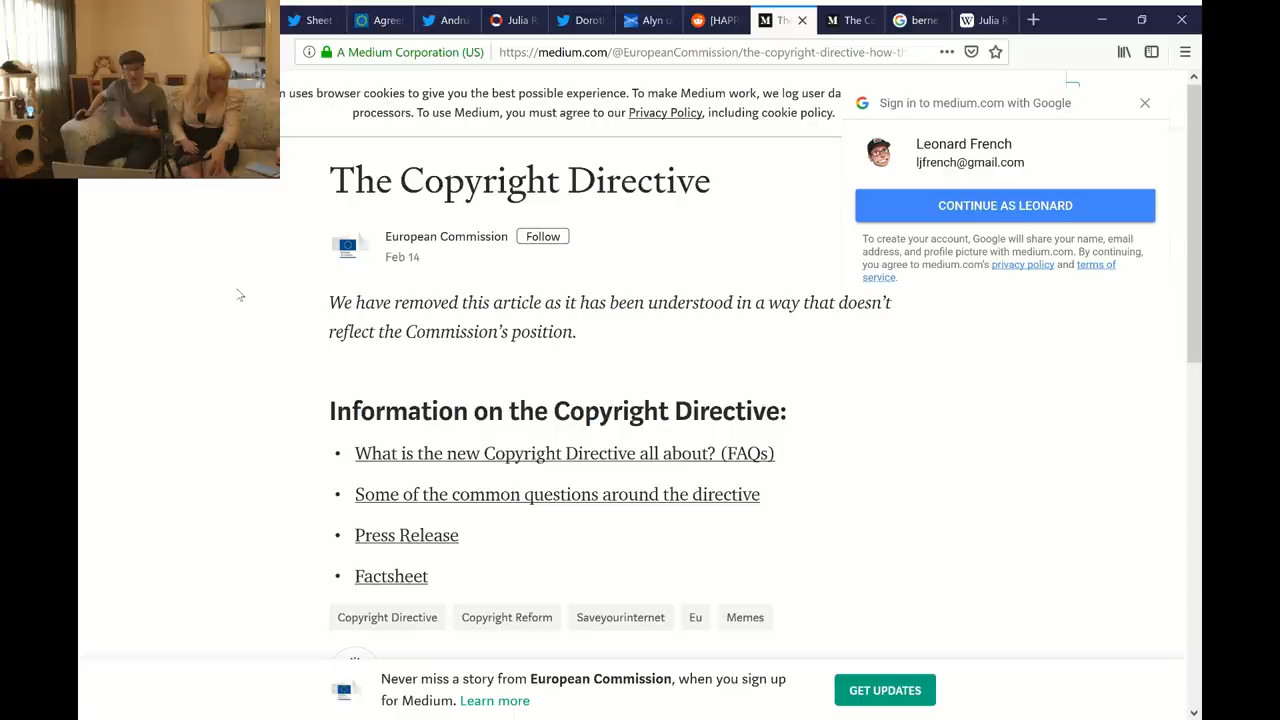 Sheet
Agree
Andru
Julia R
Dorot
Alyn u
[HAPP
The
The Co
berne
Julia R
A Medium Corporation (US)
https://medium.com/@EuropeanCommission/the-copyright-directive-how-th
m uses browser cookies to give you the best possible experience. To make Medium work, we log user da
processors. To use Medium, you must agree to our Privacy Policy, including cookie policy.
Sign in to medium.com with Google
Leonard French
ljfrench@gmail.com
CONTINUE AS LEONARD
To create your account, Google will share your name, email
address, and profile picture with medium.com. By continuing,
you agree to medium.com's privacy policy and terms of
service.
The Copyright Directive
European Commission Follow
Feb 14
We have removed this article as it has been understood in a way that doesn't
reflect the Commission's position.
Information on the Copyright Directive:
• What is the new Copyright Directive all about? (FAQs)
• Some of the common questions around the directive
• Press Release
• Factsheet
Copyright Directive Copyright Reform Saveyourinternet Eu Memes
Never miss a story from European Commission, when you sign up
for Medium. Learn more
GET UPDATES